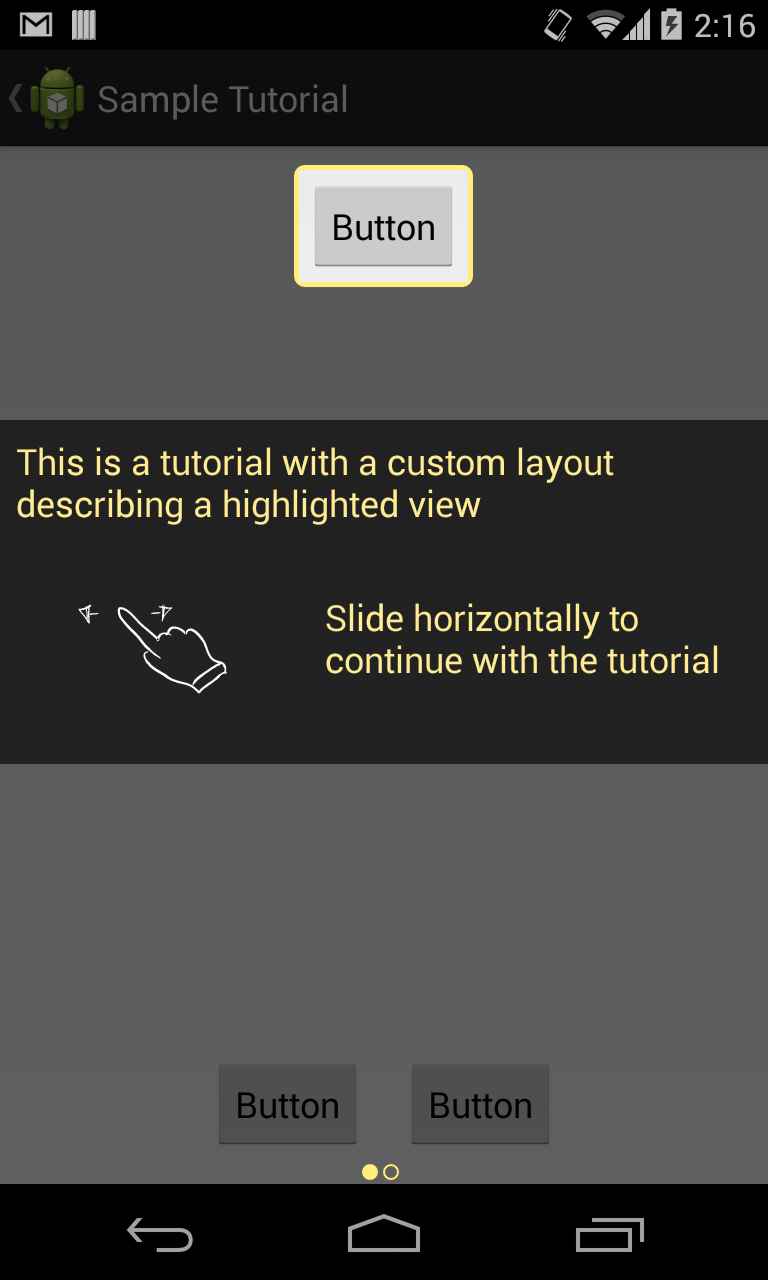 2:16
Sample Tutorial
Button
This is a tutorial with a custom layout
describing a highlighted view
Slide horizontally to
continue with the tutorial
Button Button